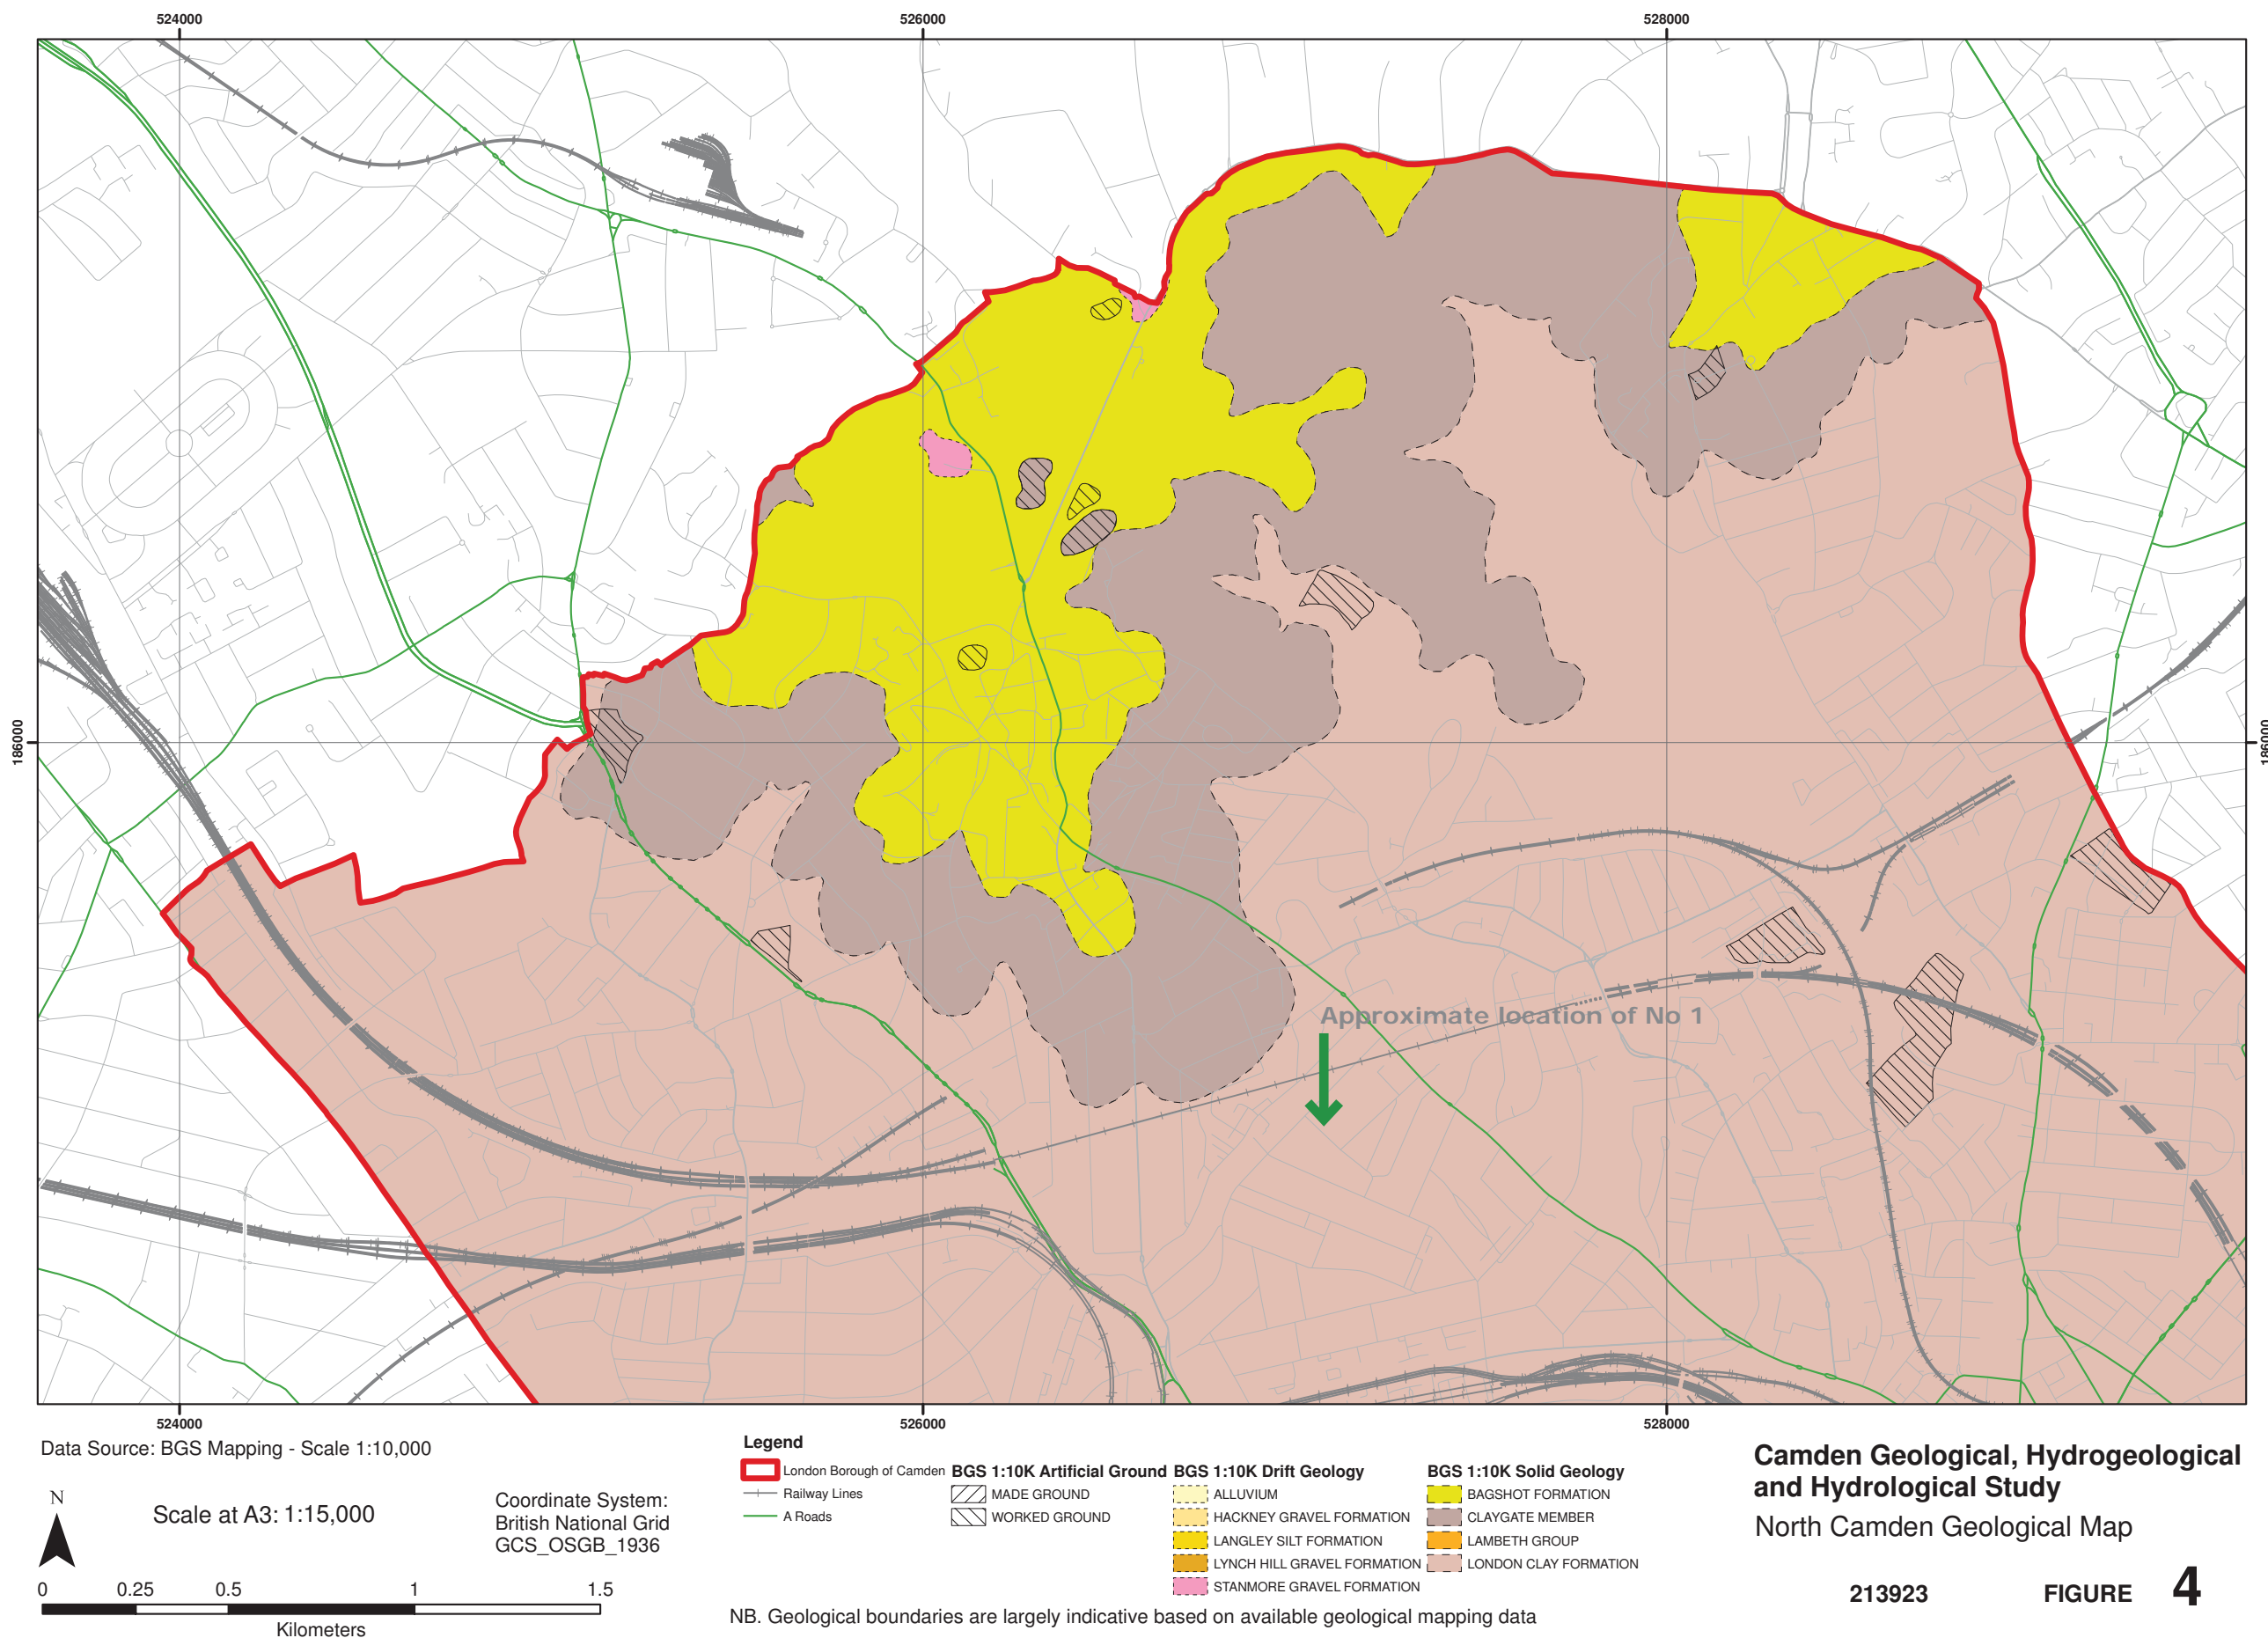 524000
526000
528000
186000
186000
Approximate location of No 1
524000
526000
528000
Data Source: BGS Mapping - Scale 1:10,000
N
Scale at A3: 1:15,000
Coordinate System:
British National Grid
GCS_OSGB_1936
0 0.25 0.5 1 1.5
Kilometers
Legend
London Borough of Camden
Railway Lines
A Roads
BGS 1:10K Artificial Ground
MADE GROUND
WORKED GROUND
BGS 1:10K Drift Geology
ALLUVIUM
HACKNEY GRAVEL FORMATION
LANGLEY SILT FORMATION
LYNCH HILL GRAVEL FORMATION
STANMORE GRAVEL FORMATION
BGS 1:10K Solid Geology
BAGSHOT FORMATION
CLAYGATE MEMBER
LAMBETH GROUP
LONDON CLAY FORMATION
NB. Geological boundaries are largely indicative based on available geological mapping data
Camden Geological, Hydrogeological
and Hydrological Study
North Camden Geological Map
213923 FIGURE 4